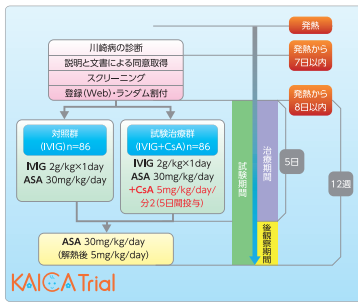 発熱
川崎病の診断
説明と文書による同意取得
スクリーニング
登録（Web）・ランダム割付
発熱から
7日以内
発熱から
8日以内
対照群
（IVIG）n=86
IVIG 2g/kg×1day
ASA 30mg/kg/day
試験治療群
（IVIG+CsA）n=86
IVIG 2g/kg×1day
ASA 30mg/kg/day
+CsA 5mg/kg/day/
分2（5日間投与）
試験期間
治療期間
後観察期間
5日
12週
ASA 30mg/kg/day
（解熱後 5mg/kg/day）
KAICA Trial